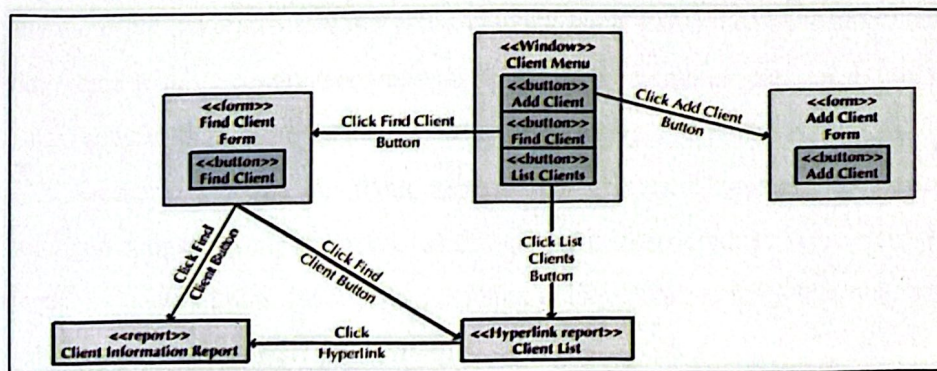 <<Window>>
Client Menu
<<button>>
Add Client
<<button>>
Find Client
<<button>>
List Clients
<<form>>
Find Client
Form
<<button>>
Find Client
Click Find Client
Button
Click Add Client
Button
<<form>>
Add Client
Form
<<button>>
Add Client
Click Find
Client Button
Click Find
Client Button
Click List
Clients
Button
<<report>>
Client Information Report
Click
Hyperlink
<<Hyperlink report>>
Client List